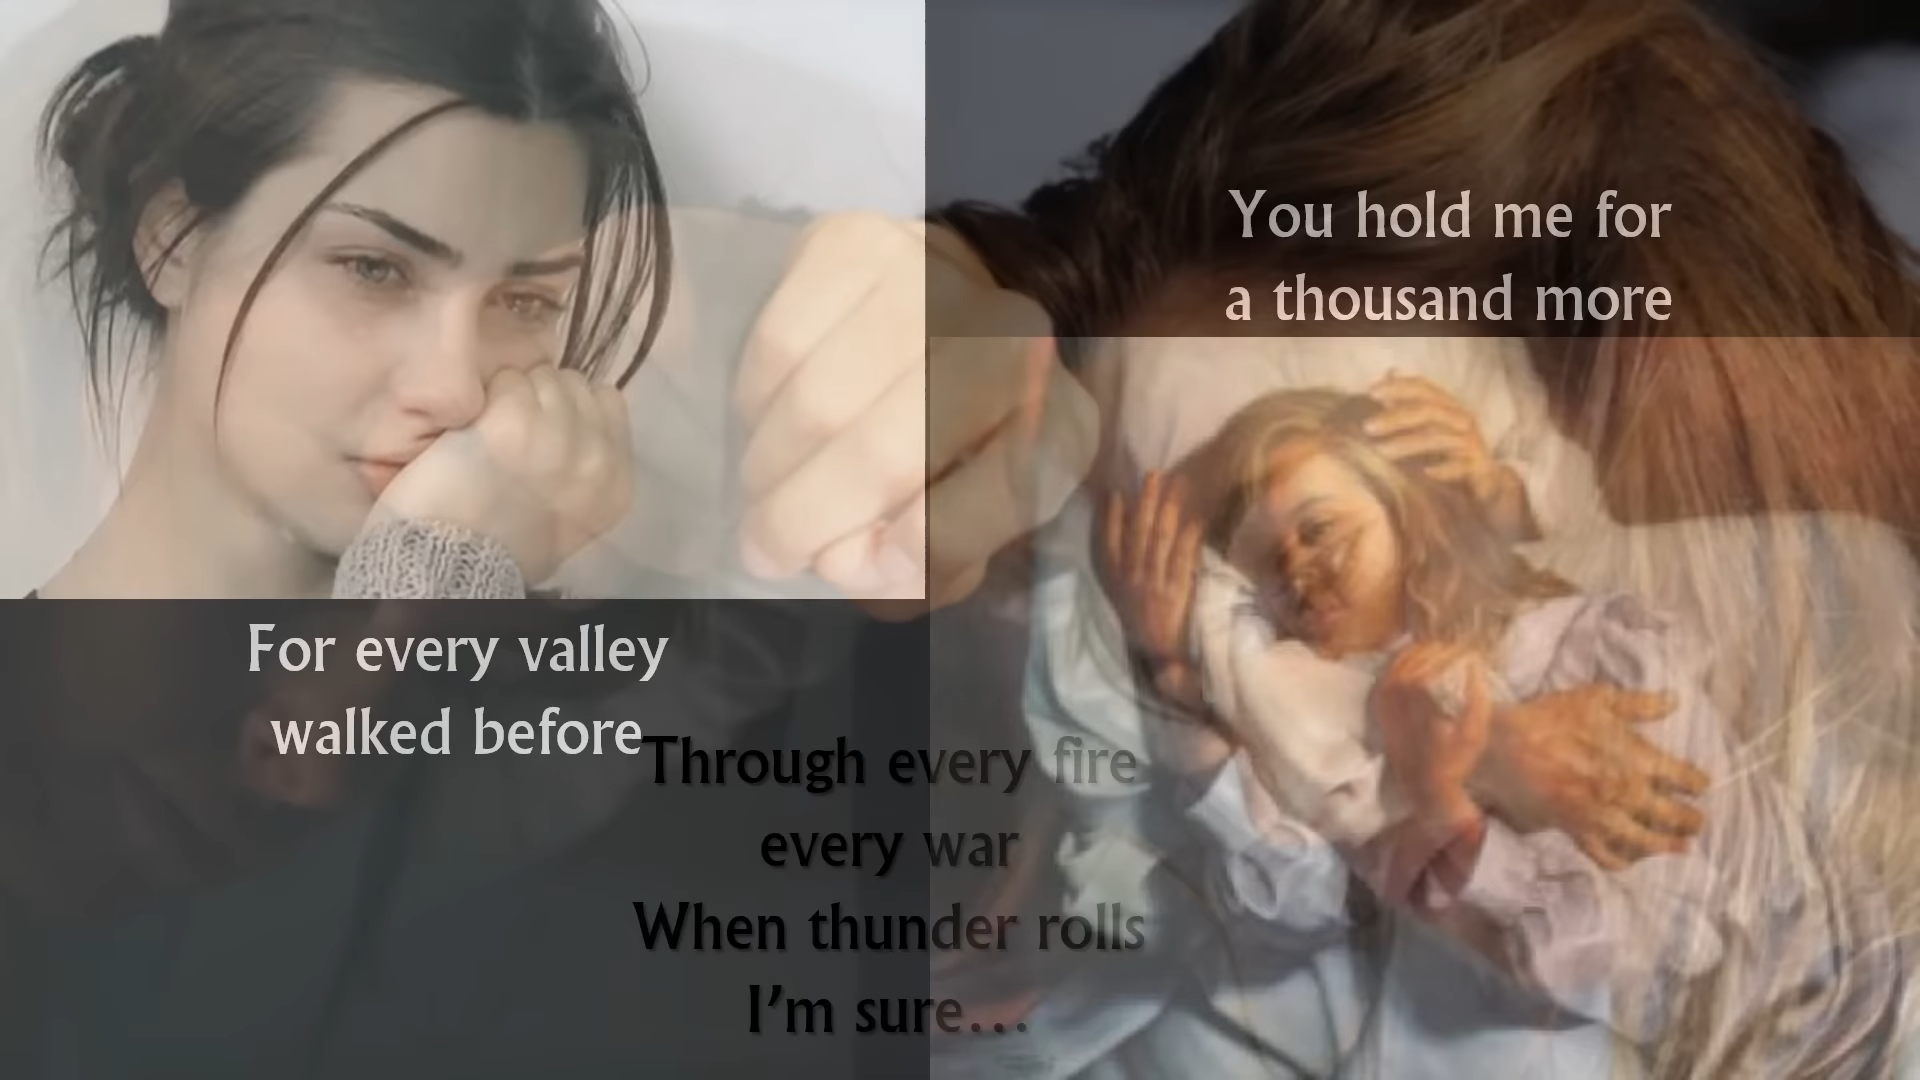 For every valley
walked before
You hold me for
a thousand more
Through every fire
every war
When thunder rolls
I’m sure…